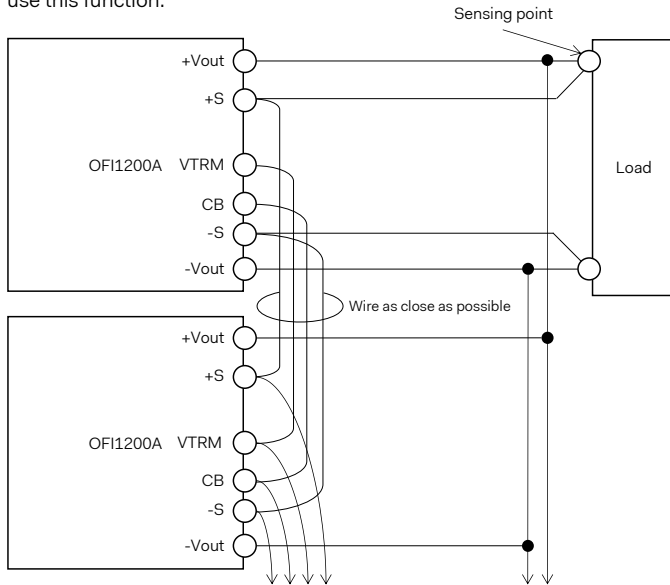 use this function.
Sensing point
+Vout
+S
OFI1200A VTRM
CB
-S
-Vout
Load
Wire as close as possible
+Vout
+S
OFI1200A VTRM
CB
-S
-Vout